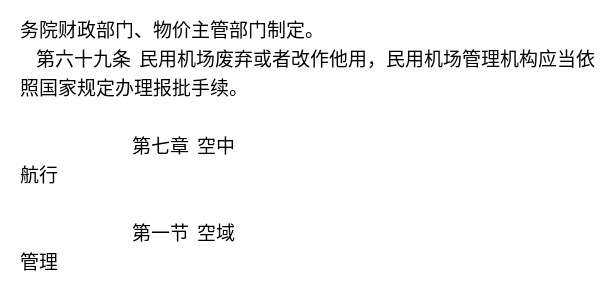 务院财政部门、物价主管部门制定。
第六十九条 民用机场废弃或者改作他用，民用机场管理机构应当依
照国家规定办理报批手续。
第七章 空中
航行
第一节 空域
管理